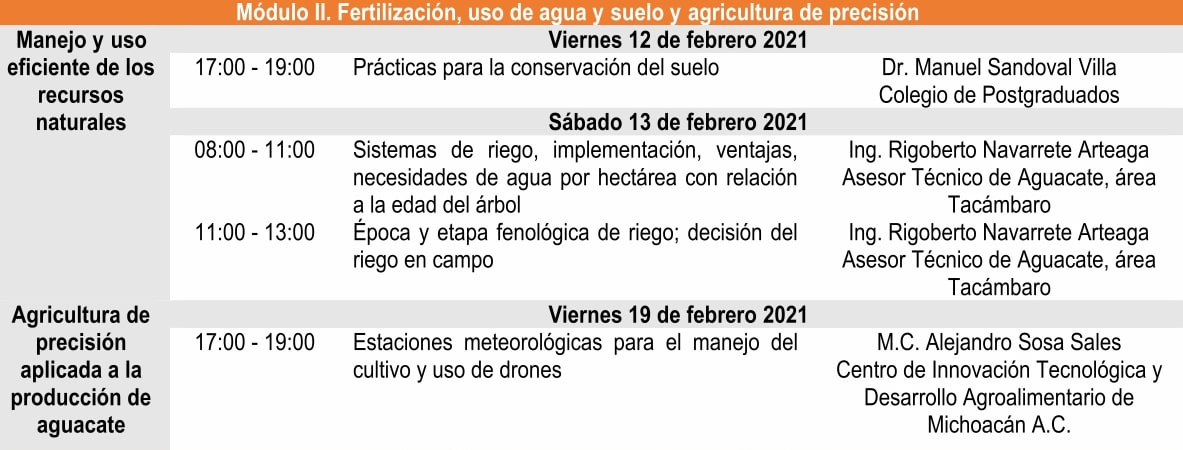 Módulo II. Fertilización, uso de agua y suelo y agricultura de precisión
Manejo y uso
eficiente de los
recursos
naturales
Viernes 12 de febrero 2021
17:00 - 19:00
Prácticas para la conservación del suelo
Dr. Manuel Sandoval Villa
Colegio de Postgraduados
Sábado 13 de febrero 2021
08:00 - 11:00
Sistemas de riego, implementación, ventajas,
necesidades de agua por hectárea con relación
a la edad del árbol
Ing. Rigoberto Navarrete Arteaga
Asesor Técnico de Aguacate, área
Tacámbaro
11:00 - 13:00
Época y etapa fenológica de riego; decisión del
riego en campo
Ing. Rigoberto Navarrete Arteaga
Asesor Técnico de Aguacate, área
Tacámbaro
Agricultura de
precisión
aplicada a la
producción de
aguacate
Viernes 19 de febrero 2021
17:00 - 19:00
Estaciones meteorológicas para el manejo del
cultivo y uso de drones
M.C. Alejandro Sosa Sales
Centro de Innovación Tecnológica y
Desarrollo Agroalimentario de
Michoacán A.C.